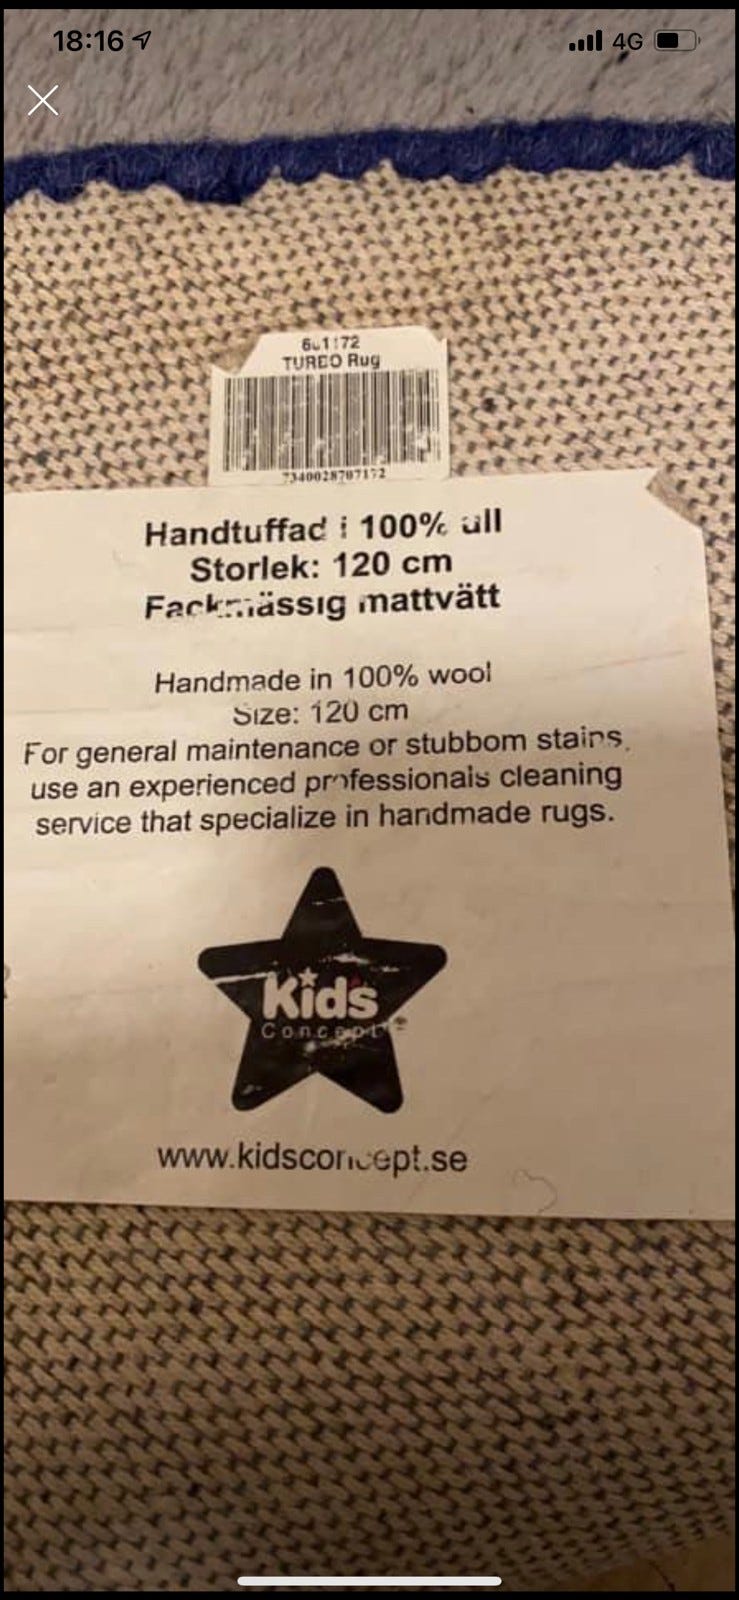 18:16
4G
TURBO Rug
Handtuffad i 100% ull
Storlek: 120 cm
Fackmässig mattvätt
Handmade in 100% wool
Size: 120 cm
For general maintenance or stubbom stains,
use an experienced professionals cleaning
service that specialize in handmade rugs.
Kids
Concept
www.kidsconcept.se